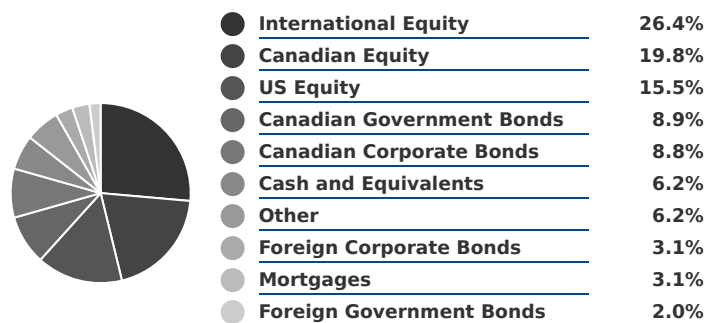 International Equity 26.4%
Canadian Equity 19.8%
US Equity 15.5%
Canadian Government Bonds 8.9%
Canadian Corporate Bonds 8.8%
Cash and Equivalents 6.2%
Other 6.2%
Foreign Corporate Bonds 3.1%
Mortgages 3.1%
Foreign Government Bonds 2.0%